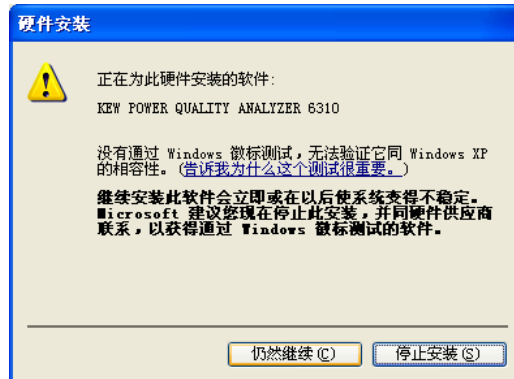 硬件安装
正在为此硬件安装的软件:
KEW POWER QUALITY ANALYZER 6310
没有通过 Windows 徽标测试，无法验证它同 Windows XP
的相容性。(告诉我为什么这个测试很重要。)
继续安装此软件会立即或在以后使系统变得不稳定。
Microsoft 建议您现在停止此安装，并同硬件供应商
联系，以获得通过 Windows 徽标测试的软件。
仍然继续(C)
停止安装(S)